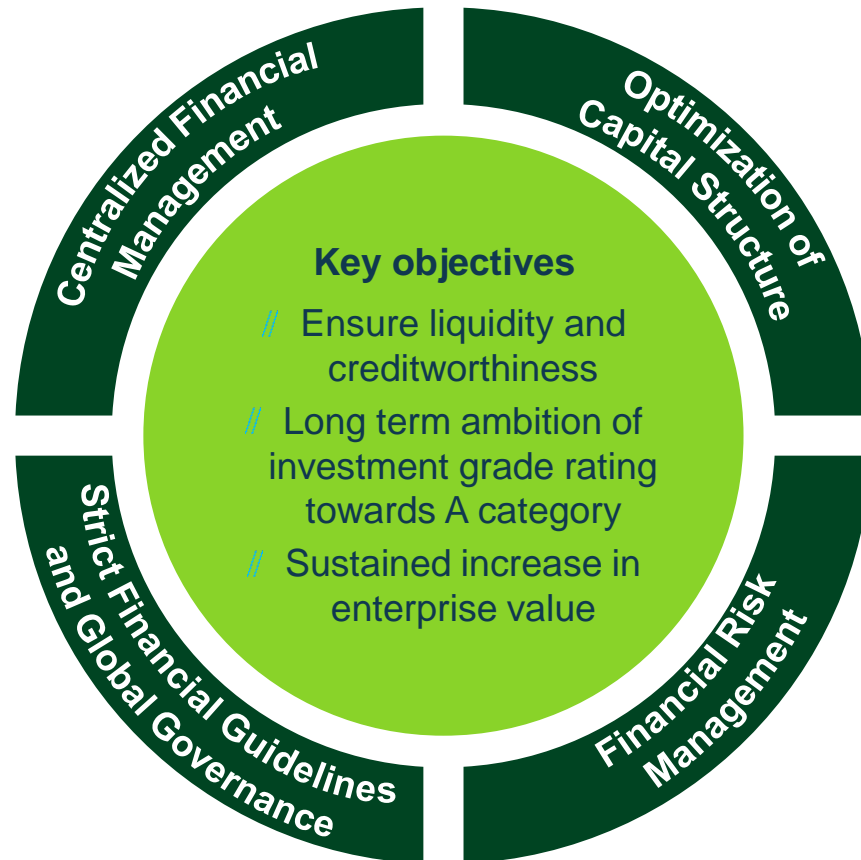 Centralized Financial
Management
Optimization of
Capital Structure
Key objectives
// Ensure liquidity and
creditworthiness
// Long term ambition of
investment grade rating
towards A category
// Sustained increase in
enterprise value
Strict Financial Guidelines
and Global Governance
Financial Risk
Management